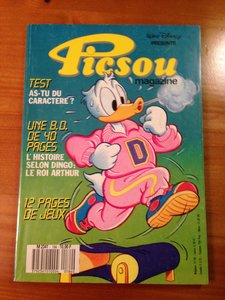 Walt Disney
PRÉSENTE
Picsou
magazine
TEST
AS-TU DU
CARACTERE ?
UNE B.D.
DE 40
PAGES
L'HISTOIRE
SELON DINGO:
LE ROI ARTHUR
12 PAGES
DE JEUX
D